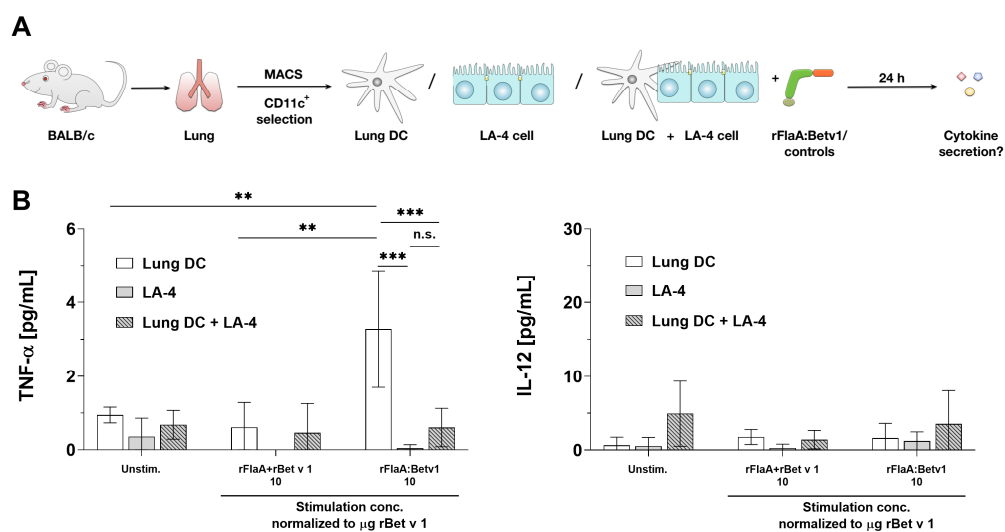 A
MACS
CD11c+
selection
24 h
/
/
+
BALB/c
Lung
Lung DC
LA-4 cell
Lung DC + LA-4 cell
rFlaA:Betv1/
controls
Cytokine
secretion?
B
**
**
***
n.s.
***
TNF-α [pg/mL]
6
4
2
0
Lung DC
LA-4
Lung DC + LA-4
Unstim.
rFlaA+rBet v 1
10
rFlaA:Betv1
10
Stimulation conc.
normalized to μg rBet v 1
IL-12 [pg/mL]
30
20
10
0
Lung DC
LA-4
Lung DC + LA-4
Unstim.
rFlaA+rBet v 1
10
rFlaA:Betv1
10
Stimulation conc.
normalized to μg rBet v 1